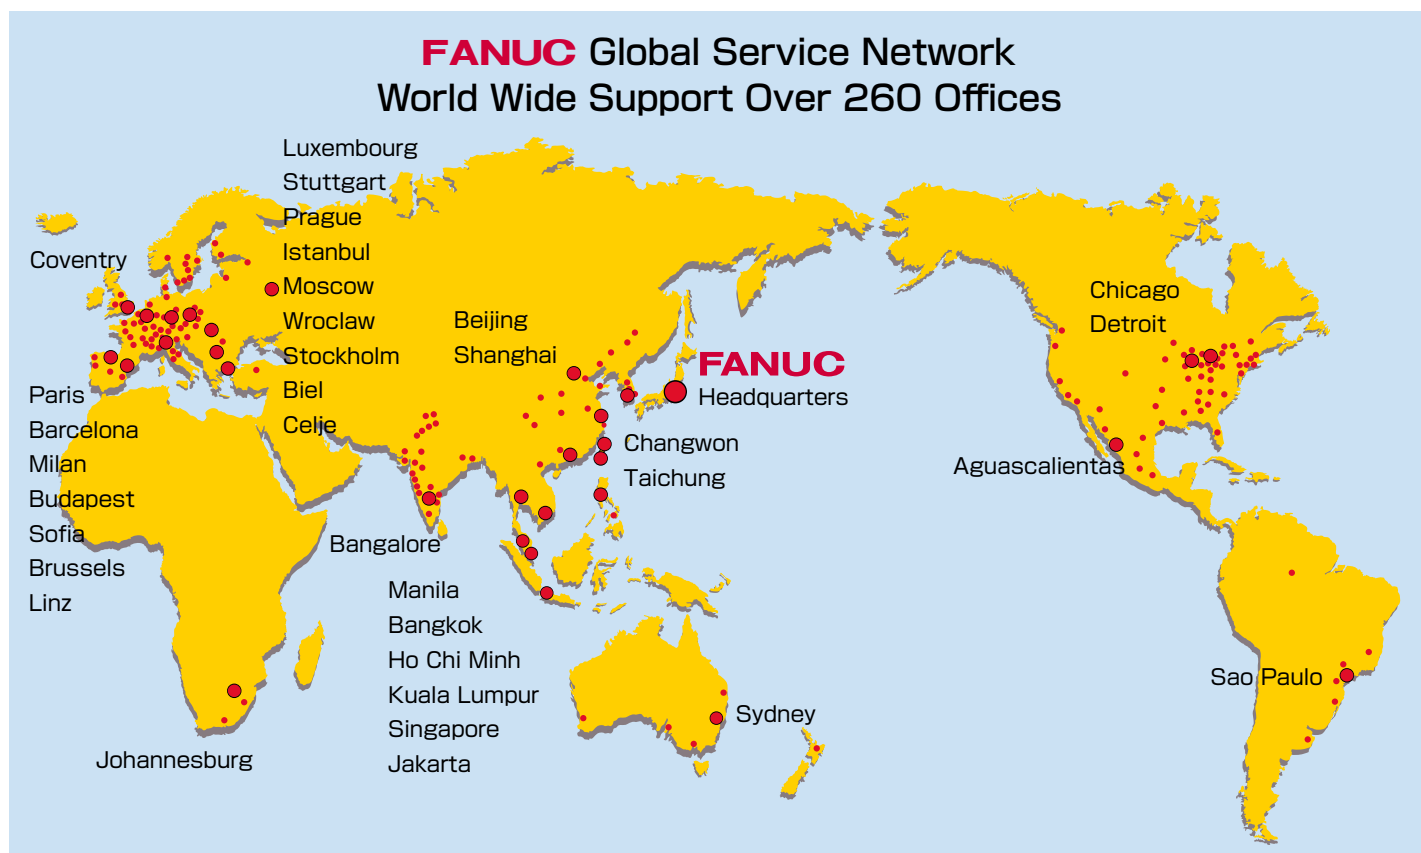 FANUC Global Service Network
World Wide Support Over 260 Offices
Luxembourg
Stuttgart
Prague
Istanbul
Moscow
Wroclaw
Stockholm
Biel
Celje
Coventry
Paris
Barcelona
Milan
Budapest
Sofia
Brussels
Linz
Beijing
Shanghai
FANUC
Headquarters
Changwon
Taichung
Bangalore
Manila
Bangkok
Ho Chi Minh
Kuala Lumpur
Singapore
Jakarta
Johannesburg
Sydney
Chicago
Detroit
Aguascalientas
Sao Paulo